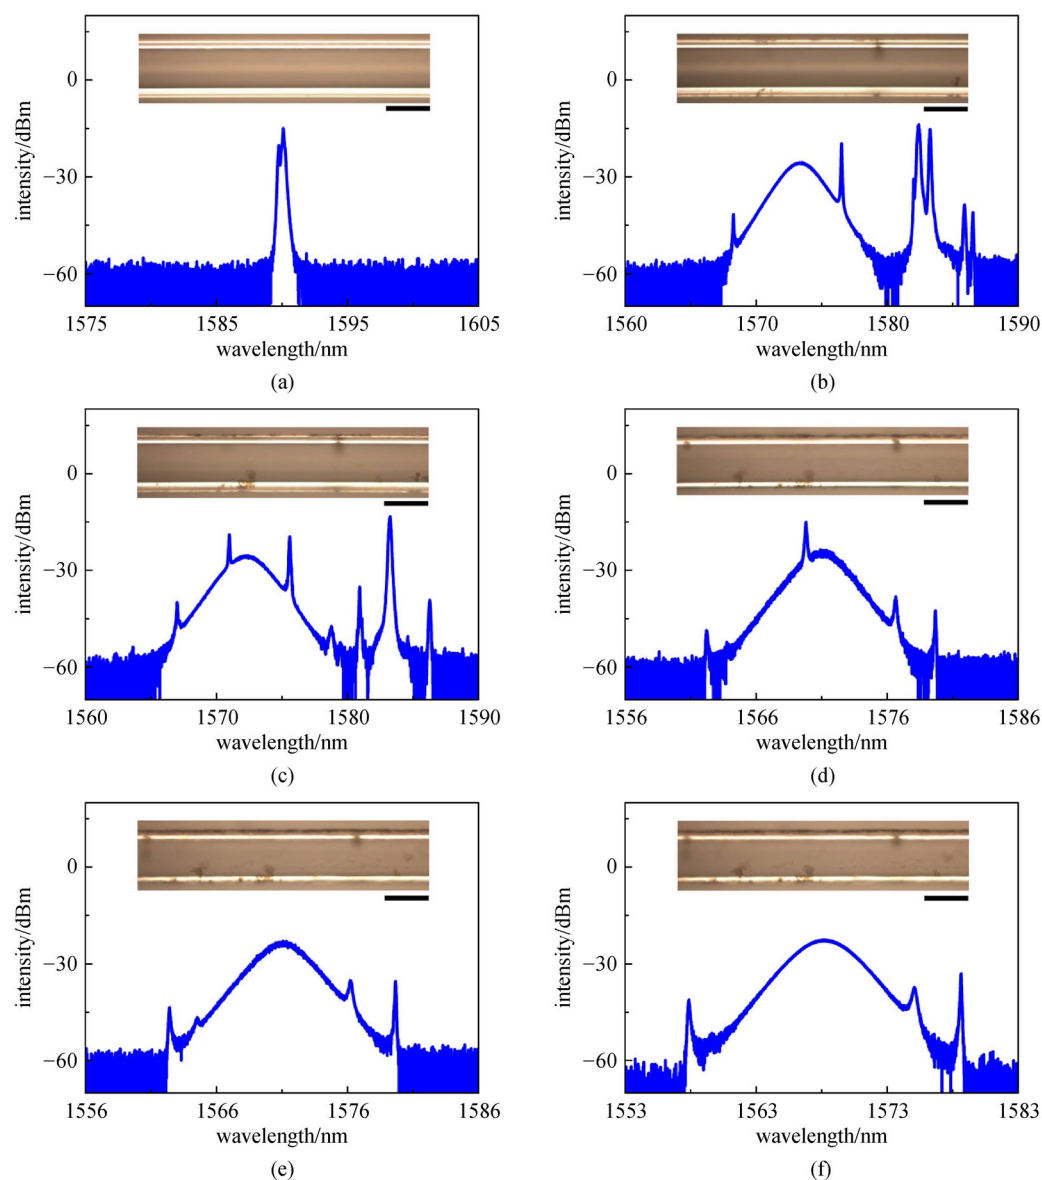 0
−30
−60
intensity/dBm
1575 1585 1595 1605
wavelength/nm
(a)
0
−30
−60
intensity/dBm
1560 1570 1580 1590
wavelength/nm
(b)
0
−30
−60
intensity/dBm
1560 1570 1580 1590
wavelength/nm
(c)
0
−30
−60
intensity/dBm
1556 1566 1576 1586
wavelength/nm
(d)
0
−30
−60
intensity/dBm
1556 1566 1576 1586
wavelength/nm
(e)
0
−30
−60
intensity/dBm
1553 1563 1573 1583
wavelength/nm
(f)